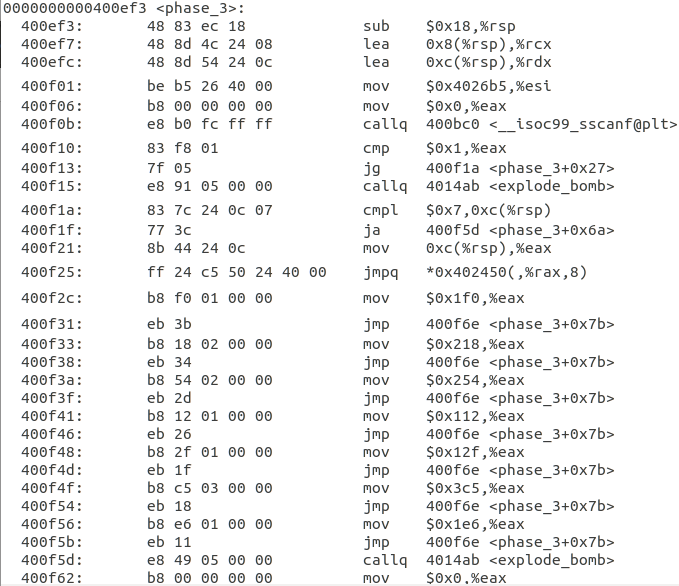 0000000000400ef3 <phase_3>:
400ef3: 48 83 ec 18 sub $0x18,%rsp
400ef7: 48 8d 4c 24 08 lea 0x8(%rsp),%rcx
400efc: 48 8d 54 24 0c lea 0xc(%rsp),%rdx
400f01: be b5 26 40 00 mov $0x4026b5,%esi
400f06: b8 00 00 00 00 mov $0x0,%eax
400f0b: e8 b0 fc ff ff callq 400bc0 <__isoc99_sscanf@plt>
400f10: 83 f8 01 cmp $0x1,%eax
400f13: 7f 05 jg 400f1a <phase_3+0x27>
400f15: e8 91 05 00 00 callq 4014ab <explode_bomb>
400f1a: 83 7c 24 0c 07 cmpl $0x7,0xc(%rsp)
400f1f: 77 3c ja 400f5d <phase_3+0x6a>
400f21: 8b 44 24 0c mov 0xc(%rsp),%eax
400f25: ff 24 c5 50 24 40 00 jmpq *0x402450(,%rax,8)
400f2c: b8 f0 01 00 00 mov $0x1f0,%eax
400f31: eb 3b jmp 400f6e <phase_3+0x7b>
400f33: b8 18 02 00 00 mov $0x218,%eax
400f38: eb 34 jmp 400f6e <phase_3+0x7b>
400f3a: b8 54 02 00 00 mov $0x254,%eax
400f3f: eb 2d jmp 400f6e <phase_3+0x7b>
400f41: b8 12 01 00 00 mov $0x112,%eax
400f46: eb 26 jmp 400f6e <phase_3+0x7b>
400f48: b8 2f 01 00 00 mov $0x12f,%eax
400f4d: eb 1f jmp 400f6e <phase_3+0x7b>
400f4f: b8 c5 03 00 00 mov $0x3c5,%eax
400f54: eb 18 jmp 400f6e <phase_3+0x7b>
400f56: b8 e6 01 00 00 mov $0x1e6,%eax
400f5b: eb 11 jmp 400f6e <phase_3+0x7b>
400f5d: e8 49 05 00 00 callq 4014ab <explode_bomb>
400f62: b8 00 00 00 00 mov $0x0,%eax